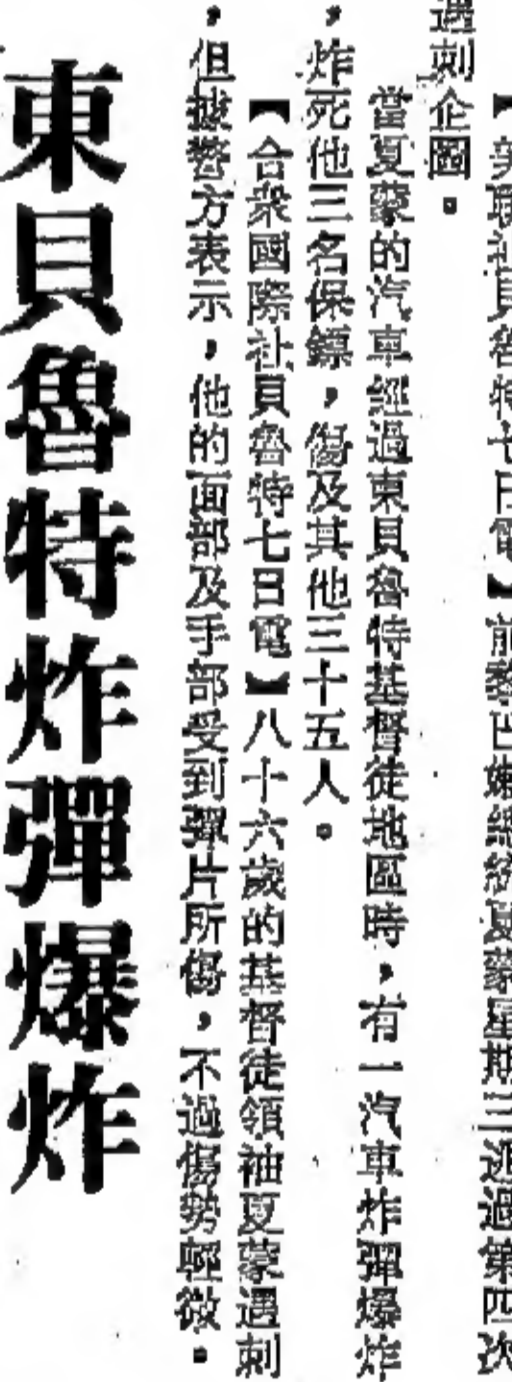 【美聯社貝魯特七日電】前黎巴嫩總統夏蒙星期三逃過第四次
遇刺企圖。
當夏蒙的汽車經過東貝魯特基督徒地區時，有一汽車炸彈爆炸
，炸死他三名保鏢，傷及其他三十五人。
【合衆國際社貝魯特七日電】八十六歲的基督徒領袖夏蒙遇刺
，但據警方表示，他的面部及手部受到彈片所傷，不過傷勢輕微。
東貝魯特炸彈爆炸